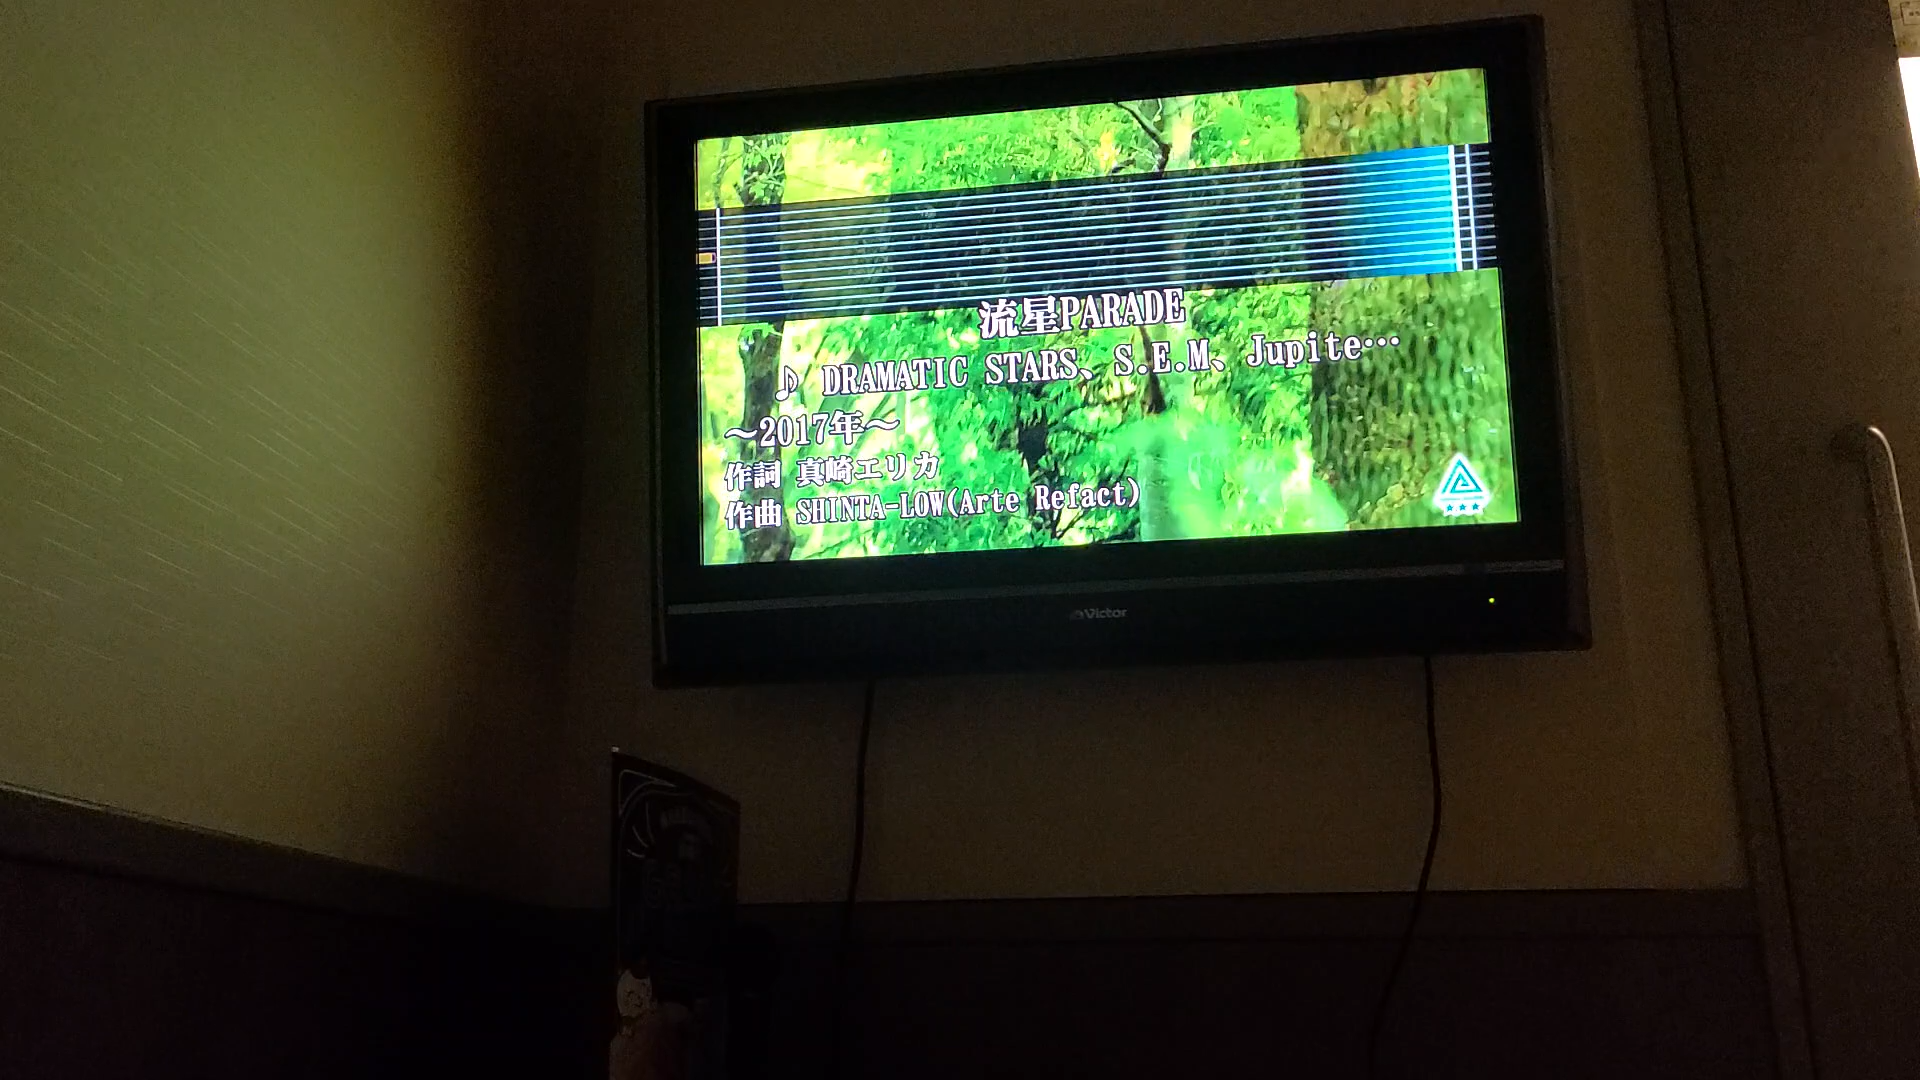 流星PARADE
♪ DRAMATIC STARS、S.E.M、Jupite…
～2017年～
作詞 真崎エリカ
作曲 SHINTA-LOW(Arte Refact)
Victor